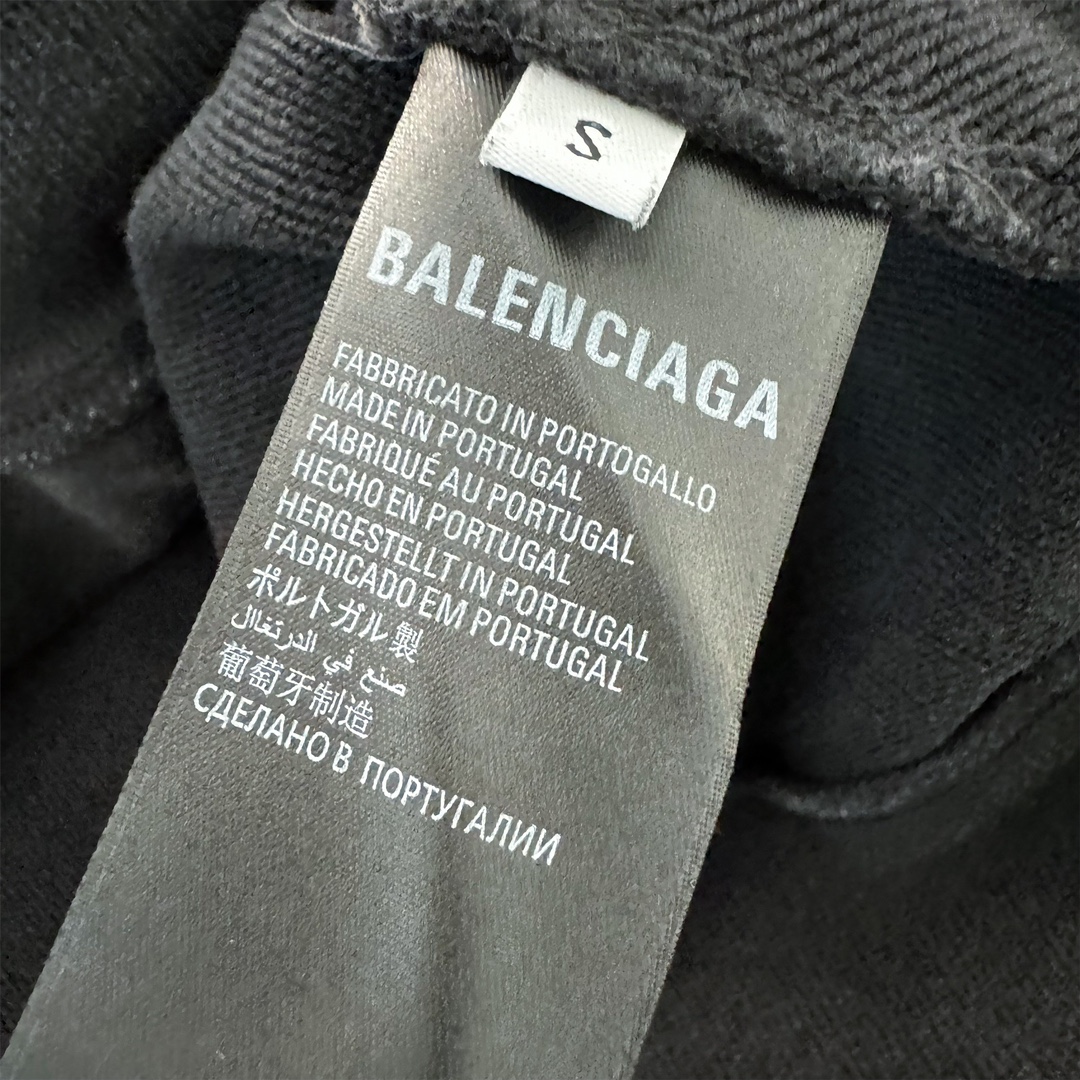 S
BALENCIAGA
FABBRICATO IN PORTOGALLO
MADE IN PORTUGAL
FABRIQUÉ AU PORTUGAL
HECHO EN PORTUGAL
HERGESTELLT IN PORTUGAL
FABRICADO EM PORTUGAL
ポルトガル製
صنع في الدرتغالال
葡萄牙制造
СДЕЛАНО В ПОРТУГАЛИИ